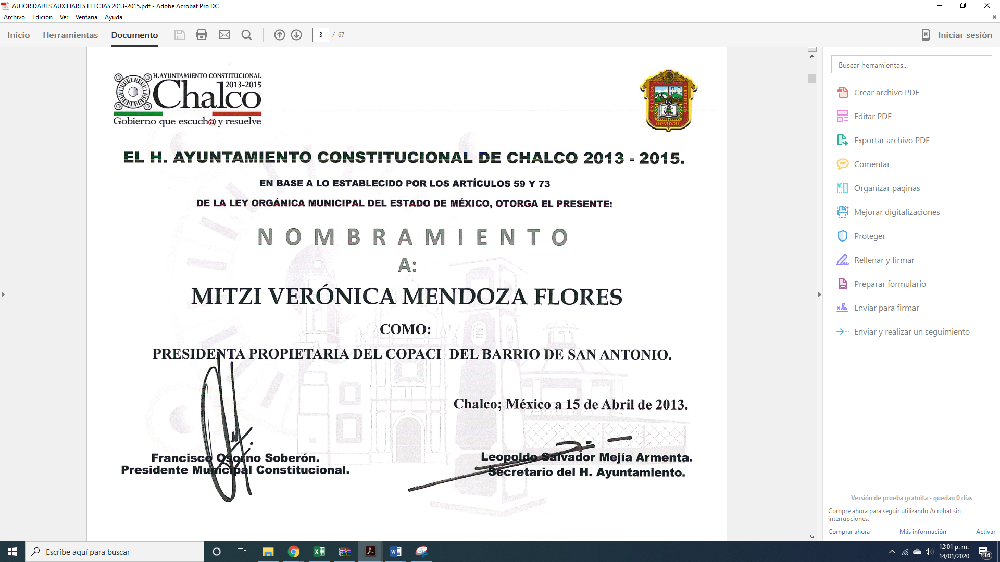 AUTORIDADES AUXILIARES ELECTAS 2013-2015.pdf - Adobe Acrobat Pro DC
Archivo Edición Ver Ventana Ayuda
Inicio Herramientas Documento 3 / 67 Iniciar sesión
H.AYUNTAMIENTO CONSTITUCIONAL
2013-2015
Chalco
Gobierno que escuch@ y resuelve
CULTURA LIBERTAD
TRABAJO
EL H. AYUNTAMIENTO CONSTITUCIONAL DE CHALCO 2013 - 2015.
EN BASE A LO ESTABLECIDO POR LOS ARTÍCULOS 59 Y 73
DE LA LEY ORGÁNICA MUNICIPAL DEL ESTADO DE MÉXICO, OTORGA EL PRESENTE:
N O M B R A M I E N T O
A:
MITZI VERÓNICA MENDOZA FLORES
COMO:
PRESIDENTA PROPIETARIA DEL COPACI DEL BARRIO DE SAN ANTONIO.
Chalco; México a 15 de Abril de 2013.
Francisco Osorno Soberón.
Presidente Municipal Constitucional.
Leopoldo Salvador Mejía Armenta.
Secretario del H. Ayuntamiento.
Buscar herramientas...
Crear archivo PDF
Editar PDF
Exportar archivo PDF
Comentar
Organizar páginas
Mejorar digitalizaciones
Proteger
Rellenar y firmar
Preparar formulario
Enviar para firmar
Enviar y realizar un seguimiento
Versión de prueba gratuita - quedan 0 días
Compre ahora para seguir utilizando Acrobat sin
interrupciones.
Comprar ahora Más información Activar
Escribe aquí para buscar
12:01 p. m.
14/01/2020
34